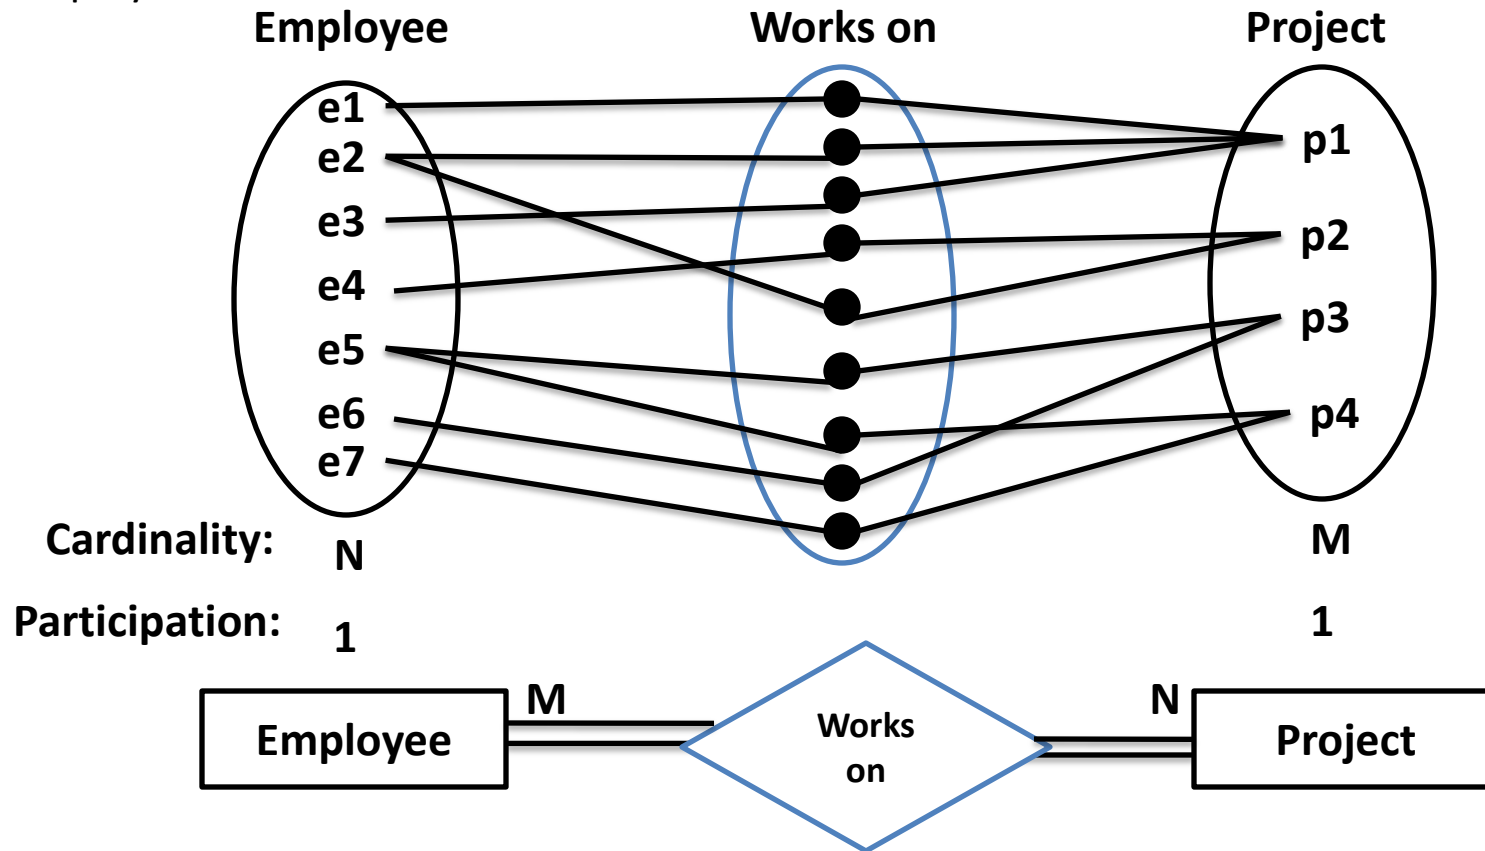 Employee Works on Project
e1
e2
e3
e4
e5
e6
e7
p1
p2
p3
p4
Cardinality: N M
Participation: 1 1
M N
Employee Works on Project